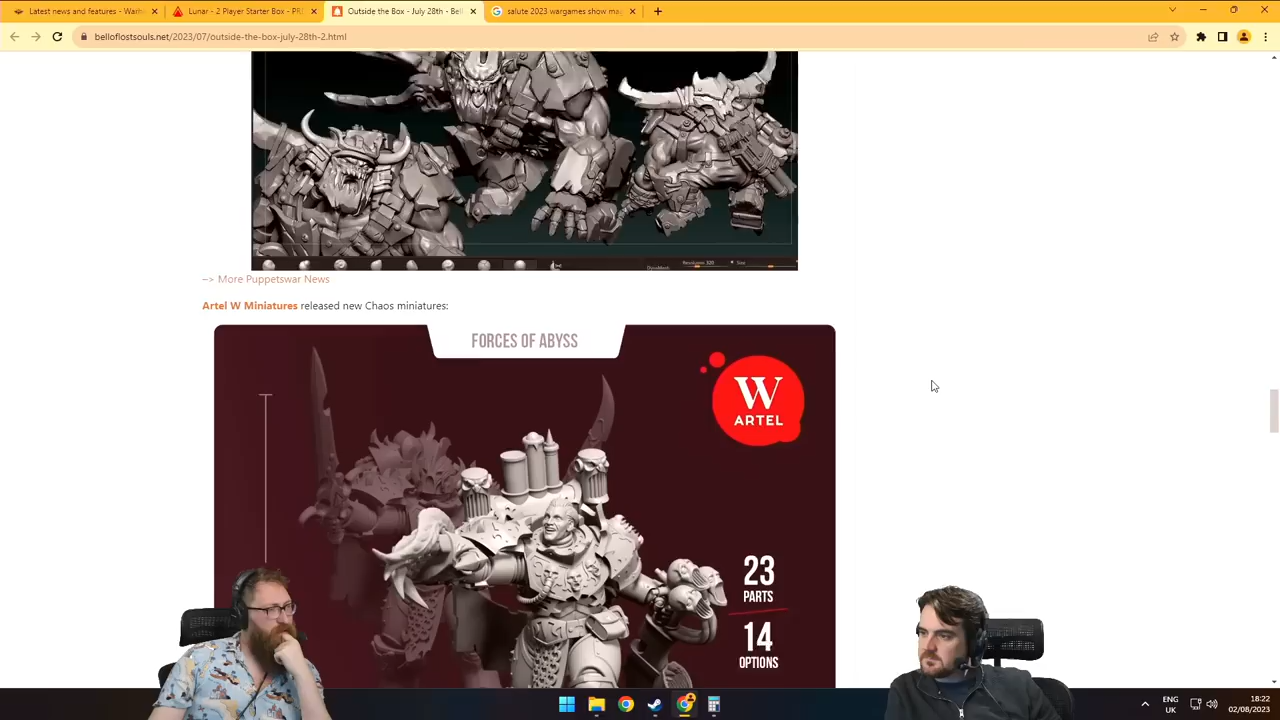 Latest news and features - Warh
Lunar - 2 Player Starter Box - PR
Outside the Box - July 28th - Bell
salute 2023 wargames show ma
belloflostsouls.net/2023/07/outside-the-box-july-28th-2.html
~> More Puppetswar News
Artel W Miniatures released new Chaos miniatures:
FORCES OF ABYSS
W
ARTEL
23
PARTS
14
OPTIONS
ENG
UK
18:22
02/08/2023